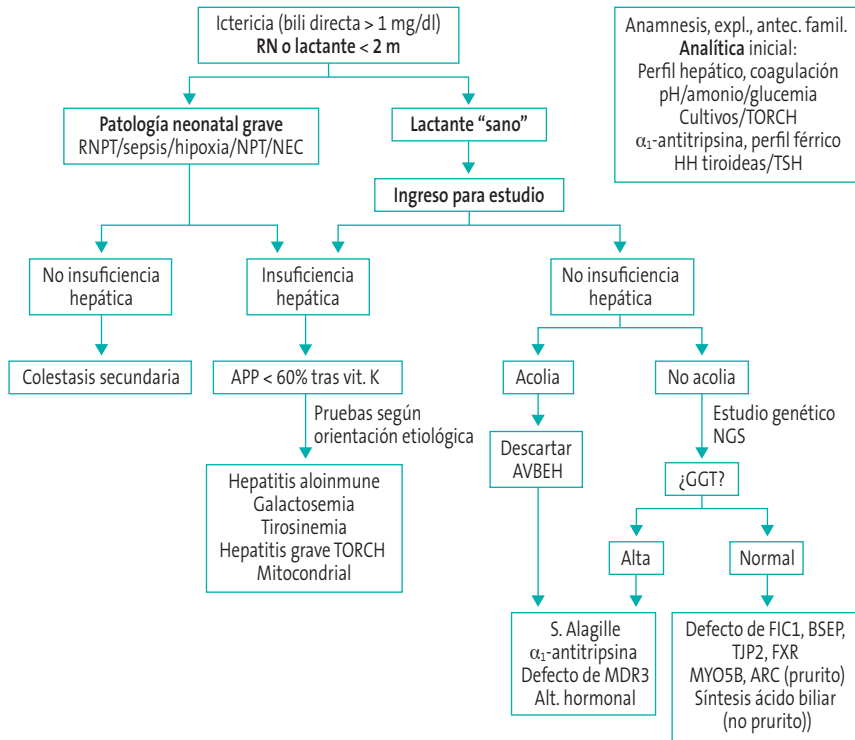 Ictericia (bili directa > 1 mg/dl)
RN o lactante < 2 m
Anamnesis, expl., antec. famil.
Analítica inicial:
Perfil hepático, coagulación
pH/amonio/glucemia
Cultivos/TORCH
α₁-antitripsina, perfil férrico
HH tiroideas/TSH
Patología neonatal grave
RNPT/sepsis/hipoxia/NPT/NEC
Lactante “sano”
Ingreso para estudio
No insuficiencia
hepática
Insuficiencia
hepática
No insuficiencia
hepática
Colestasis secundaria
APP < 60% tras vit. K
Acolia
No acolia
Pruebas según
orientación etiológica
Estudio genético
NGS
Descartar
AVBEH
¿GGT?
Hepatitis aloinmune
Galactosemia
Tirosinemia
Hepatitis grave TORCH
Mitocondrial
Alta
Normal
S. Alagille
α₁-antitripsina
Defecto de MDR3
Alt. hormonal
Defecto de FIC1, BSEP,
TJP2, FXR
MYO5B, ARC (prurito)
Síntesis ácido biliar
(no prurito))